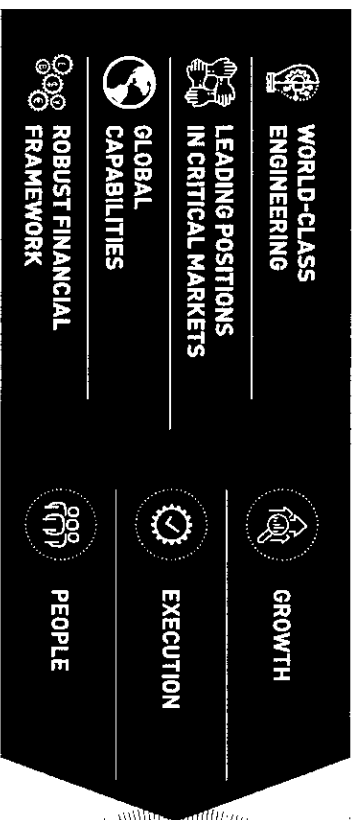 WORLD-CLASS
ENGINEERING
LEADING POSITIONS
IN CRITICAL MARKETS
GLOBAL
CAPABILITIES
ROBUST FINANCIAL
FRAMEWORK
GROWTH
EXECUTION
PEOPLE